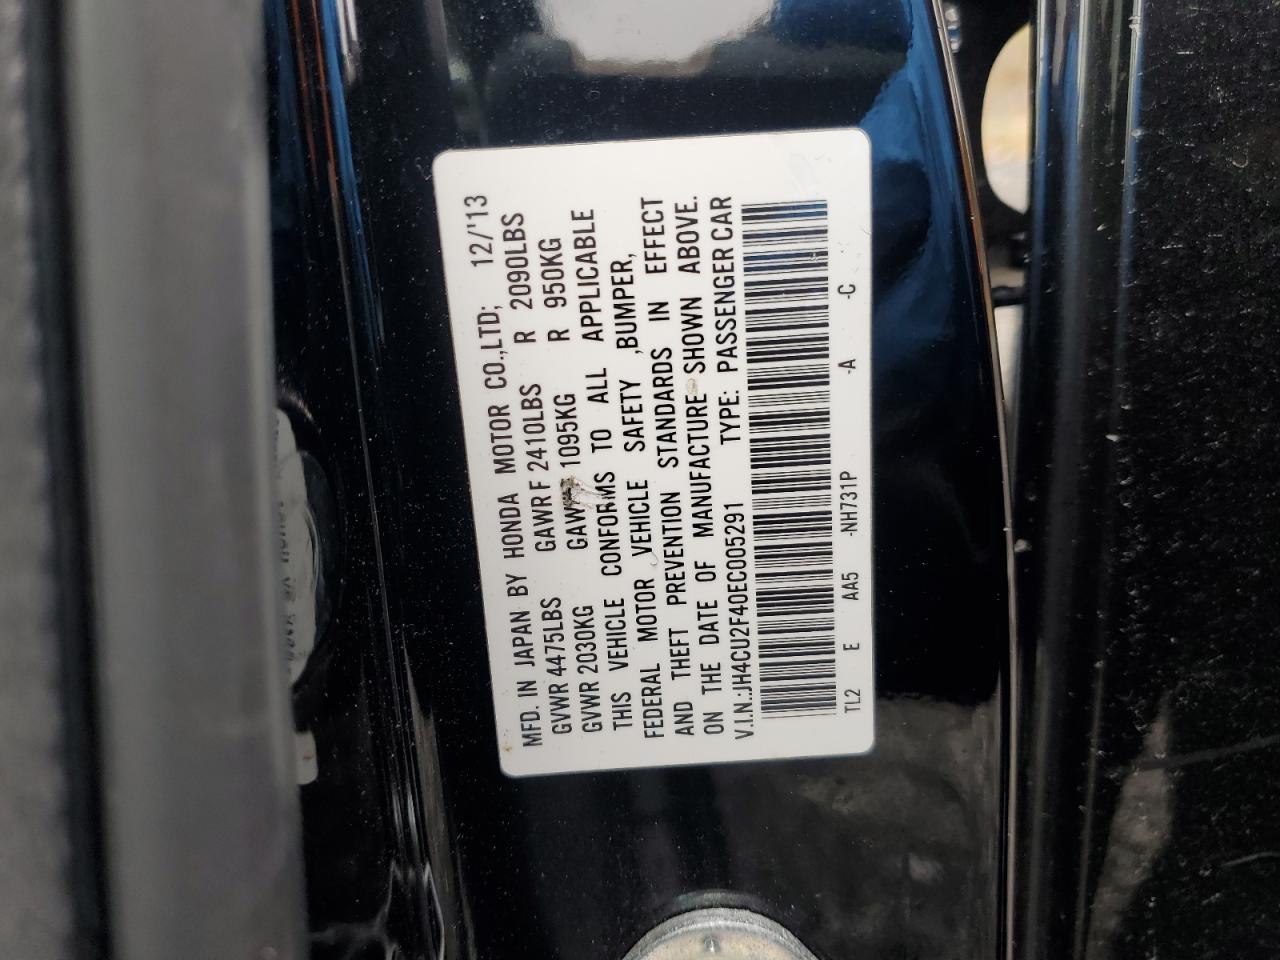 MFD. IN JAPAN BY HONDA MOTOR CO.,LTD; 12/'13
GVWR 4475LBS GAWR F 2410LBS R 2090LBS
GVWR 2030KG GAW 1095KG R 950KG
THIS VEHICLE CONFORMS TO ALL APPLICABLE
FEDERAL MOTOR VEHICLE SAFETY ,BUMPER,
AND THEFT PREVENTION STANDARDS IN EFFECT
ON THE DATE OF MANUFACTURE SHOWN ABOVE.
V.I.N.:JH4CU2F40EC005291 TYPE: PASSENGER CAR
TL2 E AA5 -NH731P -A -C